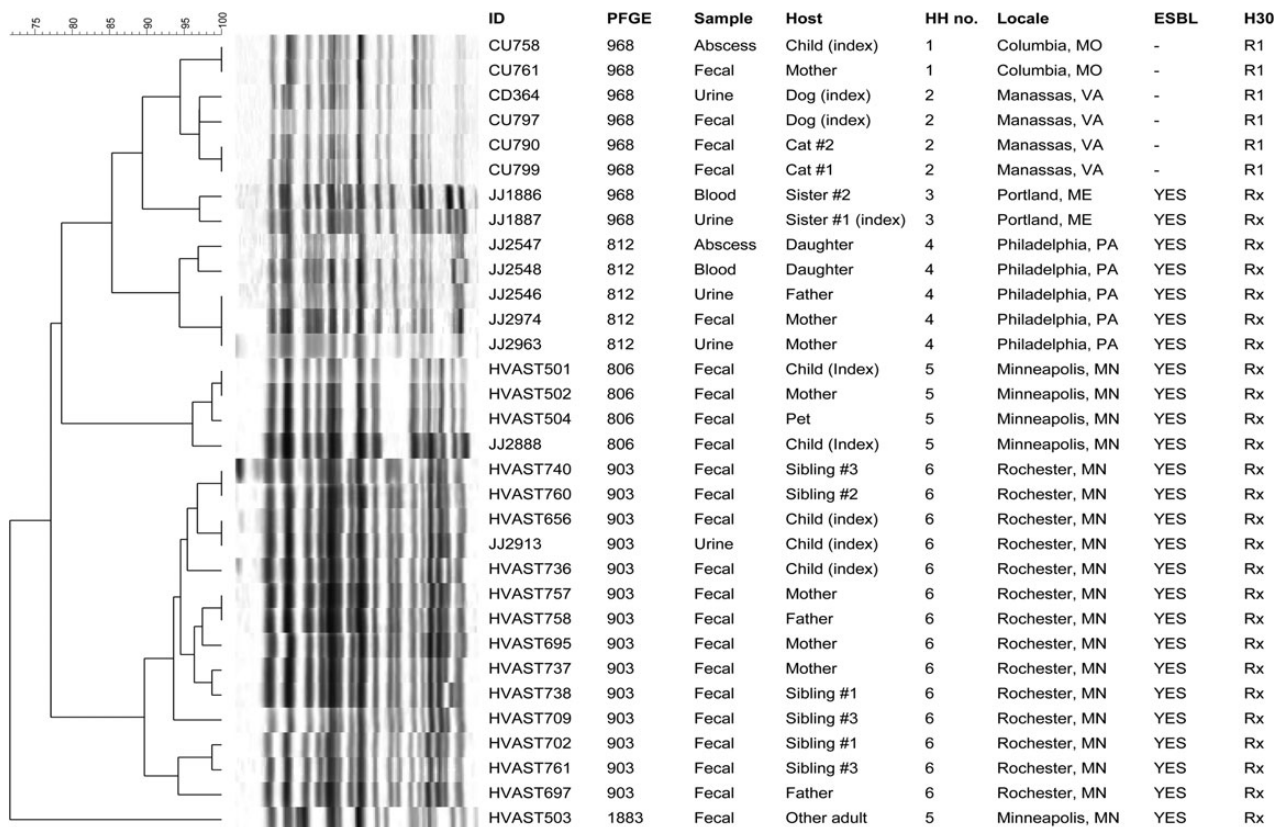 75 80 85 90 95 100
ID PFGE Sample Host HH no. Locale ESBL H30
CU758 968 Abscess Child (index) 1 Columbia, MO - R1
CU761 968 Fecal Mother 1 Columbia, MO - R1
CD364 968 Urine Dog (index) 2 Manassas, VA - R1
CU797 968 Fecal Dog (index) 2 Manassas, VA - R1
CU790 968 Fecal Cat #2 2 Manassas, VA - R1
CU799 968 Fecal Cat #1 2 Manassas, VA - R1
JJ1886 968 Blood Sister #2 3 Portland, ME YES Rx
JJ1887 968 Urine Sister #1 (index) 3 Portland, ME YES Rx
JJ2547 812 Abscess Daughter 4 Philadelphia, PA YES Rx
JJ2548 812 Blood Daughter 4 Philadelphia, PA YES Rx
JJ2546 812 Urine Father 4 Philadelphia, PA YES Rx
JJ2974 812 Fecal Mother 4 Philadelphia, PA YES Rx
JJ2963 812 Urine Mother 4 Philadelphia, PA YES Rx
HVAST501 806 Fecal Child (Index) 5 Minneapolis, MN YES Rx
HVAST502 806 Fecal Mother 5 Minneapolis, MN YES Rx
HVAST504 806 Fecal Pet 5 Minneapolis, MN YES Rx
JJ2888 806 Fecal Child (Index) 5 Minneapolis, MN YES Rx
HVAST740 903 Fecal Sibling #3 6 Rochester, MN YES Rx
HVAST760 903 Fecal Sibling #2 6 Rochester, MN YES Rx
HVAST656 903 Fecal Child (index) 6 Rochester, MN YES Rx
JJ2913 903 Urine Child (index) 6 Rochester, MN YES Rx
HVAST736 903 Fecal Child (index) 6 Rochester, MN YES Rx
HVAST757 903 Fecal Mother 6 Rochester, MN YES Rx
HVAST758 903 Fecal Father 6 Rochester, MN YES Rx
HVAST695 903 Fecal Mother 6 Rochester, MN YES Rx
HVAST737 903 Fecal Mother 6 Rochester, MN YES Rx
HVAST738 903 Fecal Sibling #1 6 Rochester, MN YES Rx
HVAST709 903 Fecal Sibling #3 6 Rochester, MN YES Rx
HVAST702 903 Fecal Sibling #1 6 Rochester, MN YES Rx
HVAST761 903 Fecal Sibling #3 6 Rochester, MN YES Rx
HVAST697 903 Fecal Father 6 Rochester, MN YES Rx
HVAST503 1883 Fecal Other adult 5 Minneapolis, MN YES Rx